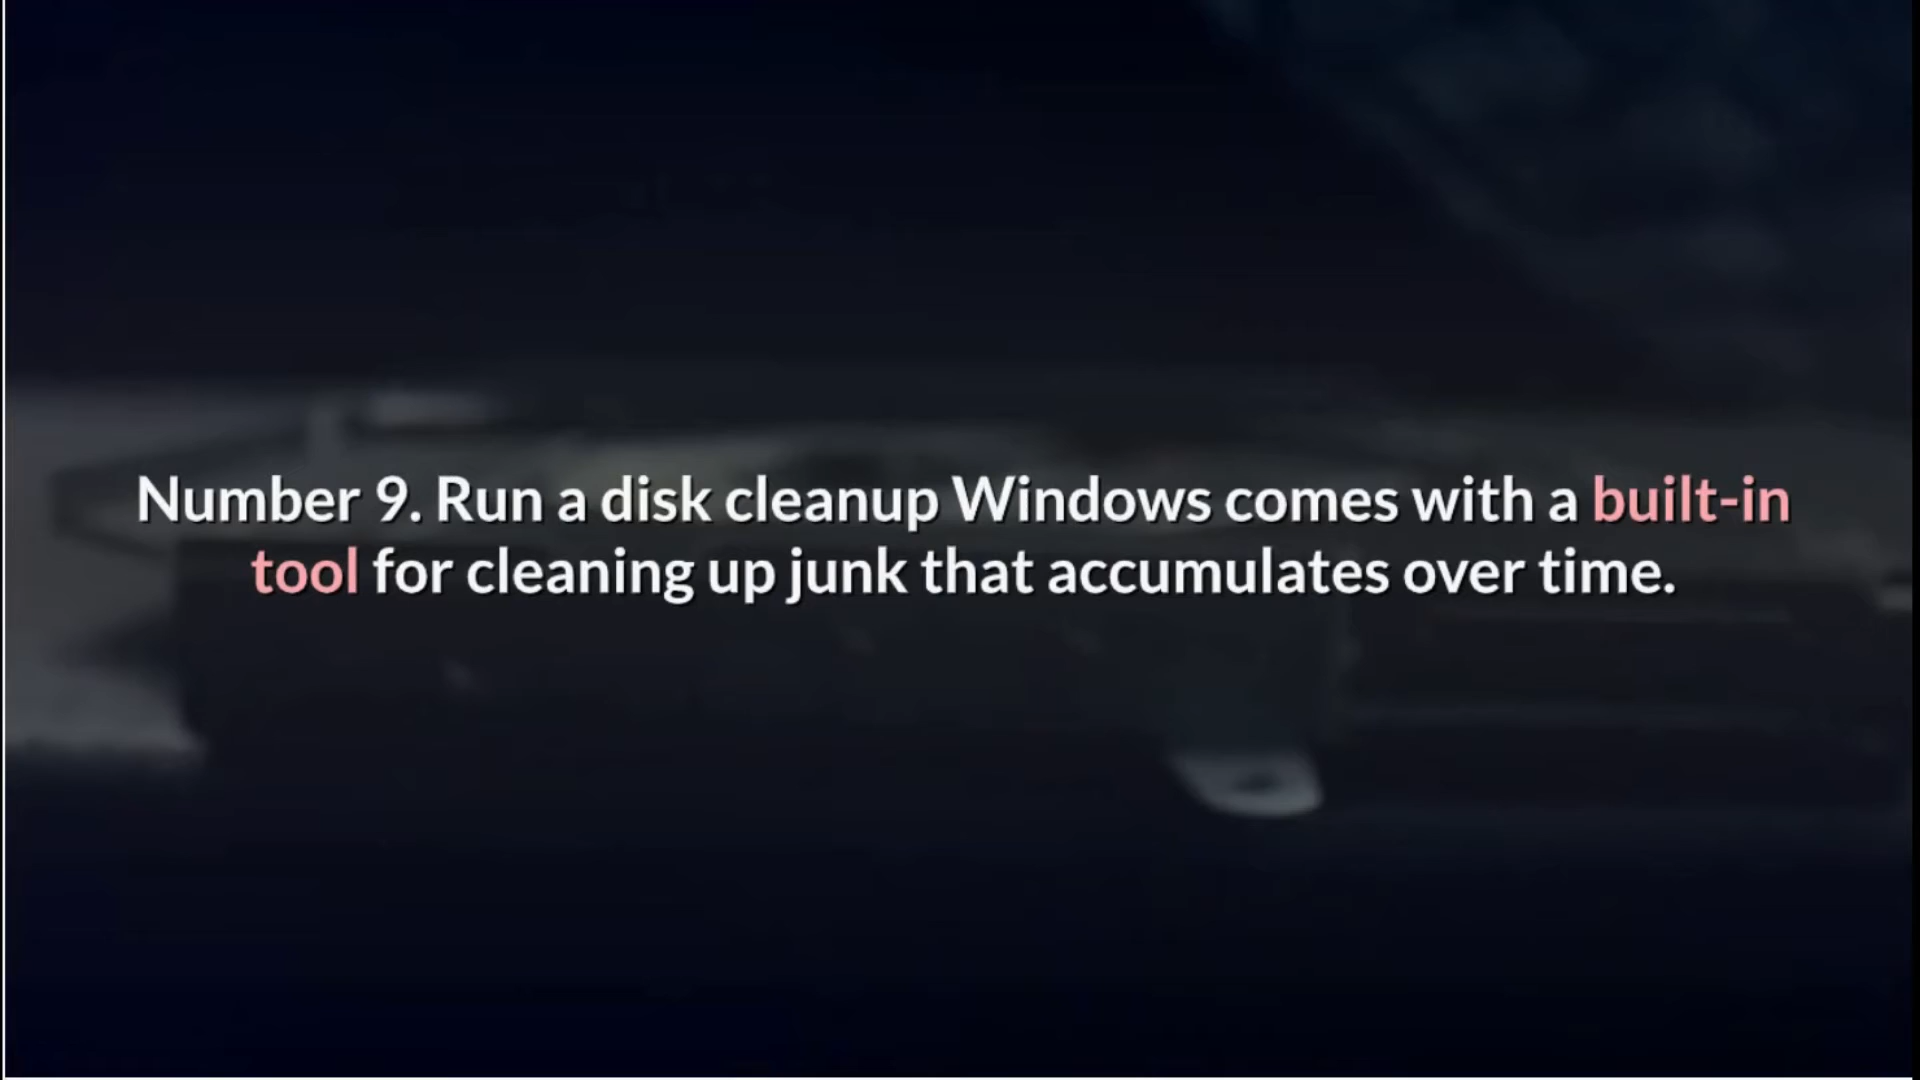 Number 9. Run a disk cleanup Windows comes with a built-in
tool for cleaning up junk that accumulates over time.